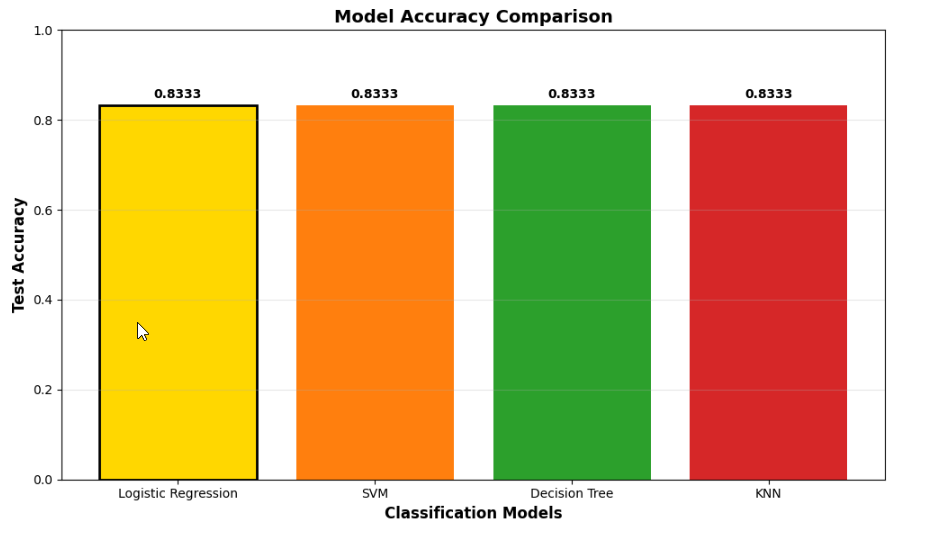 Model Accuracy Comparison
1.0
0.8333 0.8333 0.8333 0.8333
0.8
0.6
0.4
0.2
0.0
Test Accuracy
Logistic Regression SVM Decision Tree KNN
Classification Models